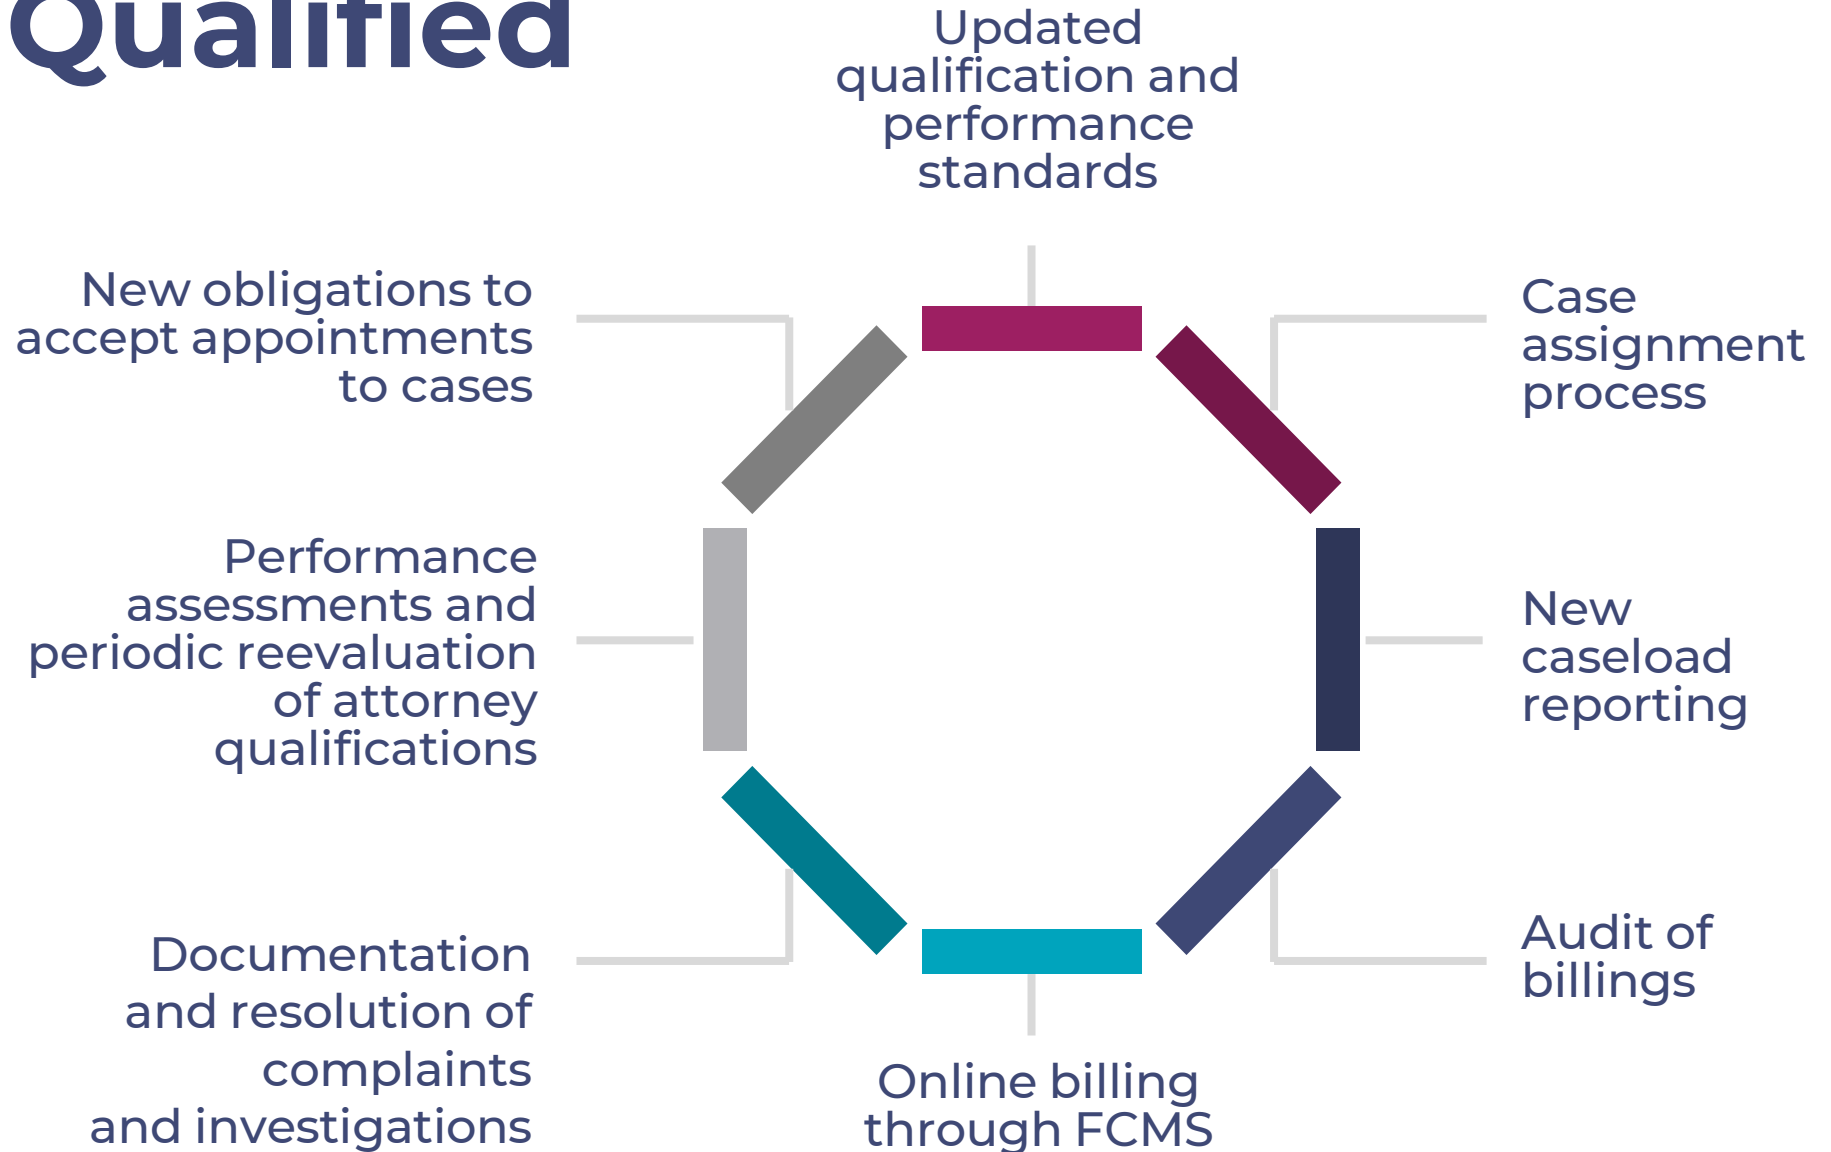 Qualified
Updated
qualification and
performance
standards
Case
assignment
process
New
caseload
reporting
Audit of
billings
Online billing
through FCMS
Documentation
and resolution of
complaints
and investigations
Performance
assessments and
periodic reevaluation
of attorney
qualifications
New obligations to
accept appointments
to cases